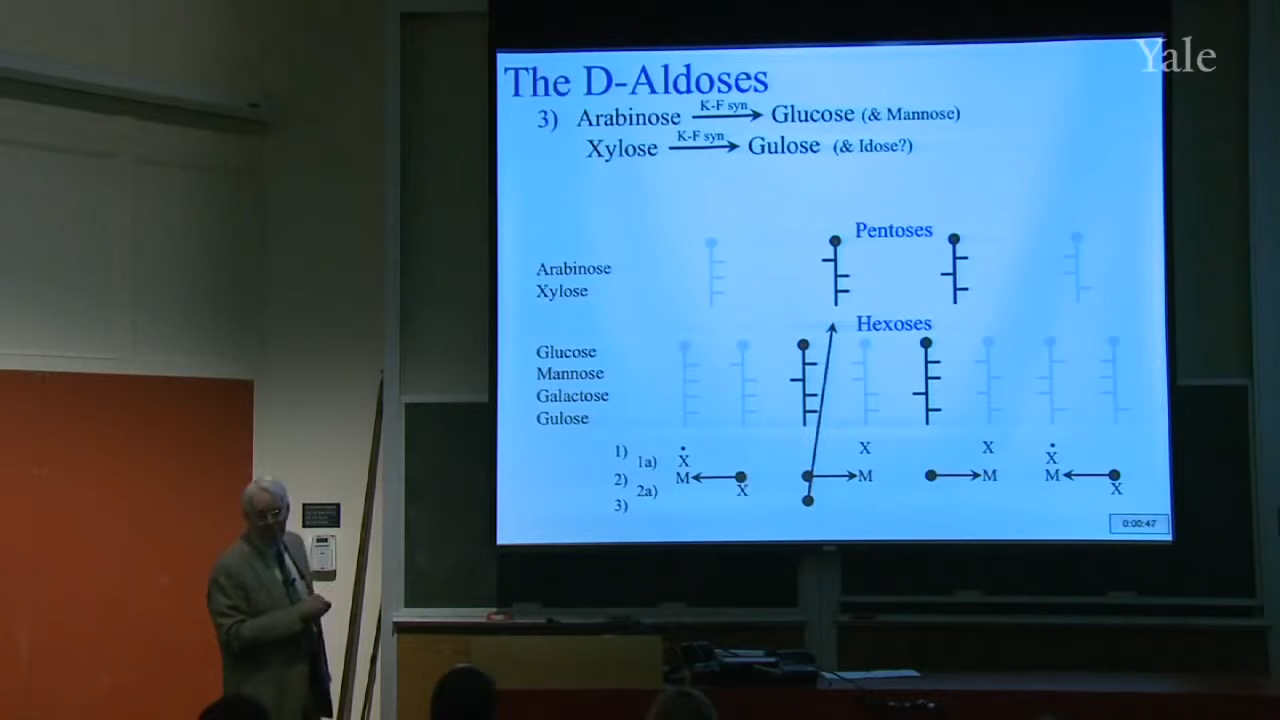 Yale
The D-Aldoses
3) Arabinose K-F syn Glucose (& Mannose)
Xylose K-F syn Gulose (& Idose?)
Pentoses
Arabinose
Xylose
Hexoses
Glucose
Mannose
Galactose
Gulose
1) X X
1a) X X
2) M M M M
2a) X X
3)
0:00:47